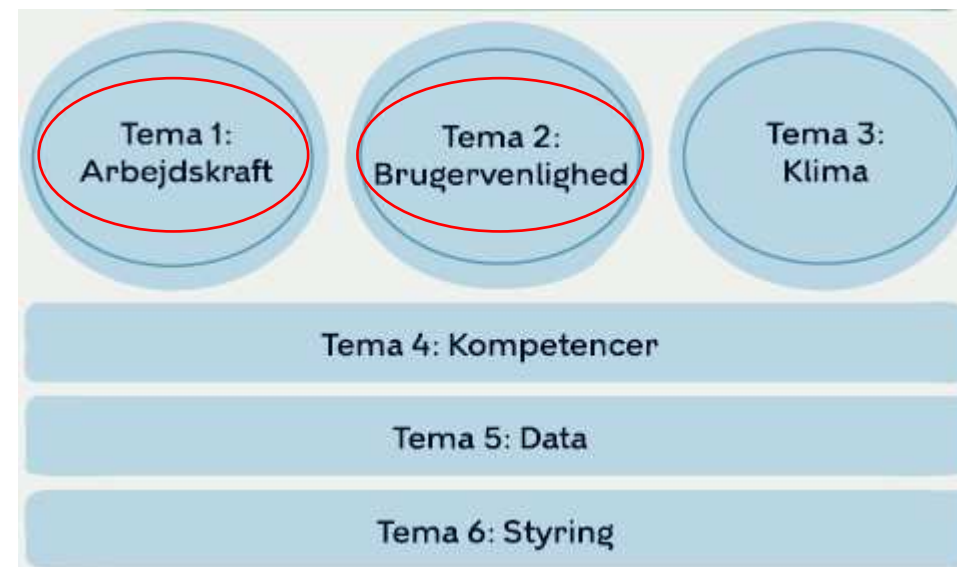 Tema 1:
Arbejdskraft
Tema 2:
Brugervenlighed
Tema 3:
Klima
Tema 4: Kompetencer
Tema 5: Data
Tema 6: Styring